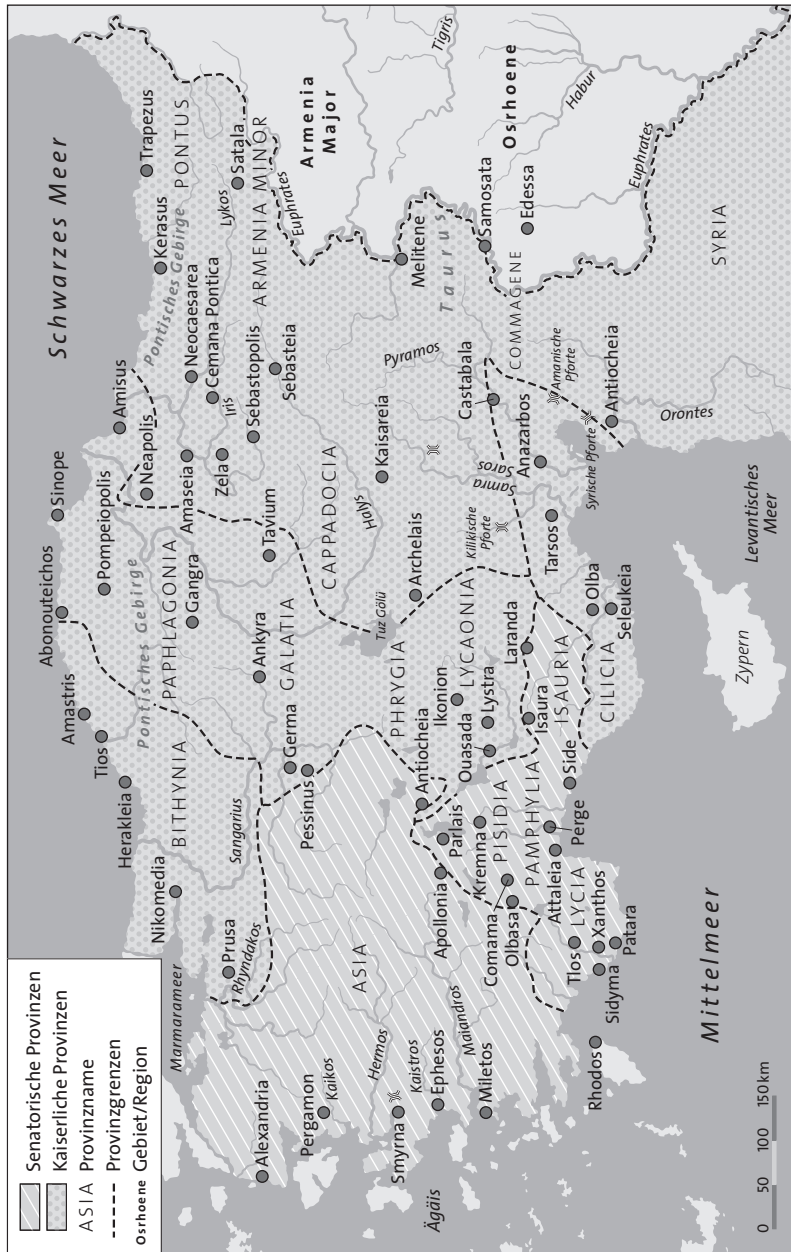 Senatorische Provinzen
Kaiserliche Provinzen
ASIA Provinzname
Provinzgrenzen
Osrhoene Gebiet/Region
Schwarzes Meer
Marmarameer
Ägäis
Mittelmeer
Levantisches
Meer
Zypern
Sinope
Abonouteichos
Amastris
Tios
Herakleia
Nikomedia
Prusa
Rhyndakos
BITHYNIA
Sangarius
Pontisches Gebirge
PAPHLAGONIA
Pompeiopolis
Gangra
Neapolis
Amisus
Amaseia
Zela
Iris
Pontisches Gebirge
Kerasus
Trapezus
PONTUS
Neocaesarea
Cemana Pontica
Sebastopolis
Sebasteia
Lykos
Satala
ARMENIA MINOR
Euphrates
Armenia
Major
Tigris
Osrhoene
Habur
Euphrates
Edessa
Samosata
Melitene
Taurus
COMMAGENE
SYRIA
Ankyra
GALATIA
Tavium
CAPPADOCIA
Halys
Kaisareia
Pyramos
Tuz Gölü
Archelais
Germa
Pessinus
PHRYGIA
LYCAONIA
Ikonion
Lystra
Ouasada
Laranda
Isaura
ISAURIA
CILICIA
Olba
Seleukeia
Kilikische
Pforte
Samra
Saros
Tarsos
Anazarbos
Castabala
Amanische
Pforte
Syrische Pforte
Antiocheia
Orontes
Alexandria
Pergamon
Kaikos
Hermos
Smyrna
Kaistros
Ephesos
Maiandros
Miletos
ASIA
Antiocheia
Apollonia
Parlais
Kremna
PISIDIA
Comama
Olbasa
PAMPHYLIA
Side
Perge
Attaleia
LYCIA
Tlos
Xanthos
Sidyma
Patara
Rhodos
0 50 100 150 km